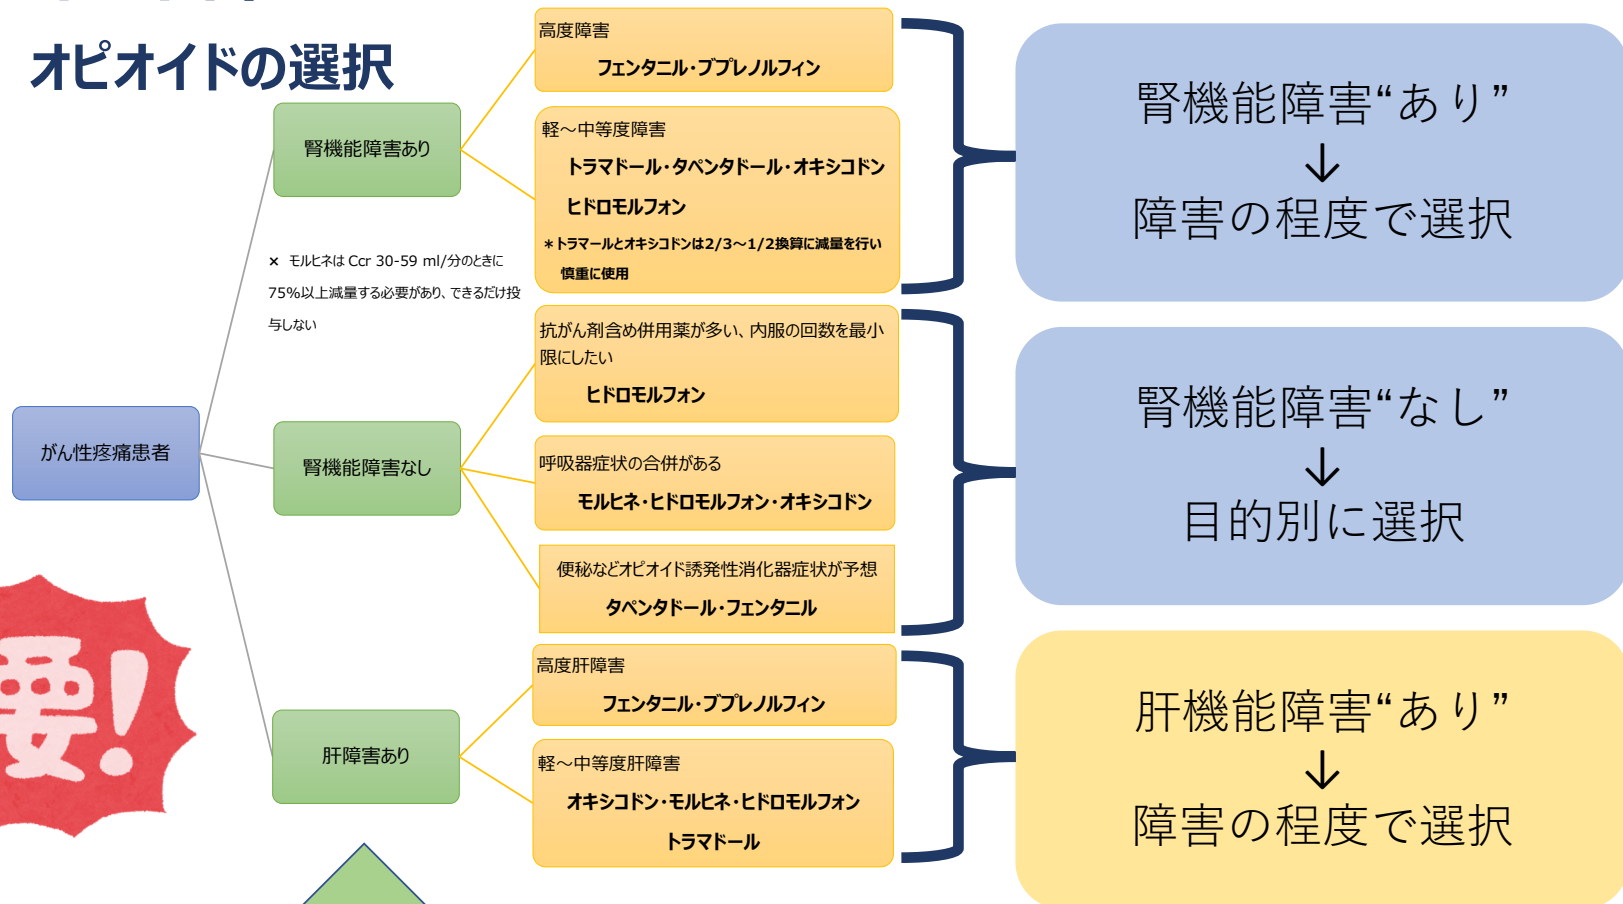 オピオイドの選択
がん性疼痛患者
腎機能障害あり
× モルヒネは Ccr 30-59 ml/分のときに
75%以上減量する必要があり、できるだけ投
与しない
腎機能障害なし
肝障害あり
高度障害
フェンタニル・ブプレノルフィン
軽～中等度障害
トラマドール・タペンタドール・オキシコドン
ヒドロモルフォン
＊トラマールとオキシコドンは2/3～1/2換算に減量を行い
慎重に使用
抗がん剤含め併用薬が多い、内服の回数を最小
限にしたい
ヒドロモルフォン
呼吸器症状の合併がある
モルヒネ・ヒドロモルフォン・オキシコドン
便秘などオピオイド誘発性消化器症状が予想
タペンタドール・フェンタニル
高度肝障害
フェンタニル・ブプレノルフィン
軽～中等度肝障害
オキシコドン・モルヒネ・ヒドロモルフォン
トラマドール
腎機能障害“あり”
↓
障害の程度で選択
腎機能障害“なし”
↓
目的別に選択
肝機能障害“あり”
↓
障害の程度で選択
要！